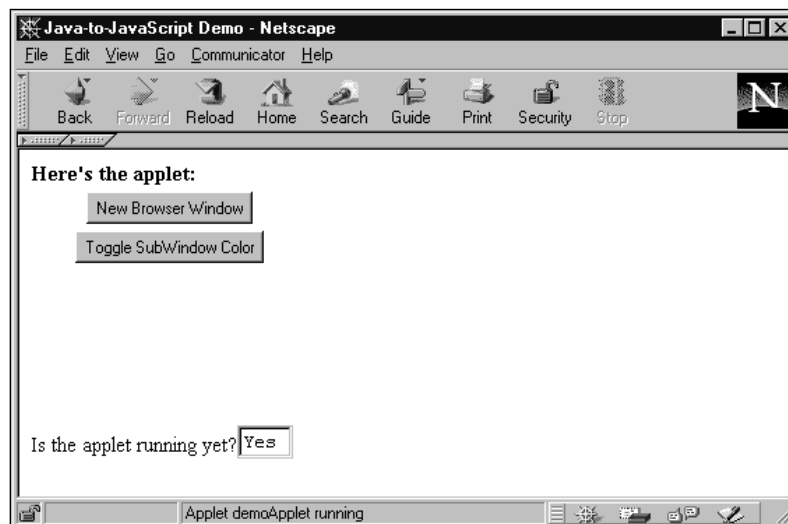 Java-to-JavaScript Demo - Netscape
File Edit View Go Communicator Help
Back Forward Reload Home Search Guide Print Security Stop
N
Here's the applet:
New Browser Window
Toggle SubWindow Color
Is the applet running yet? Yes
Applet demoApplet running